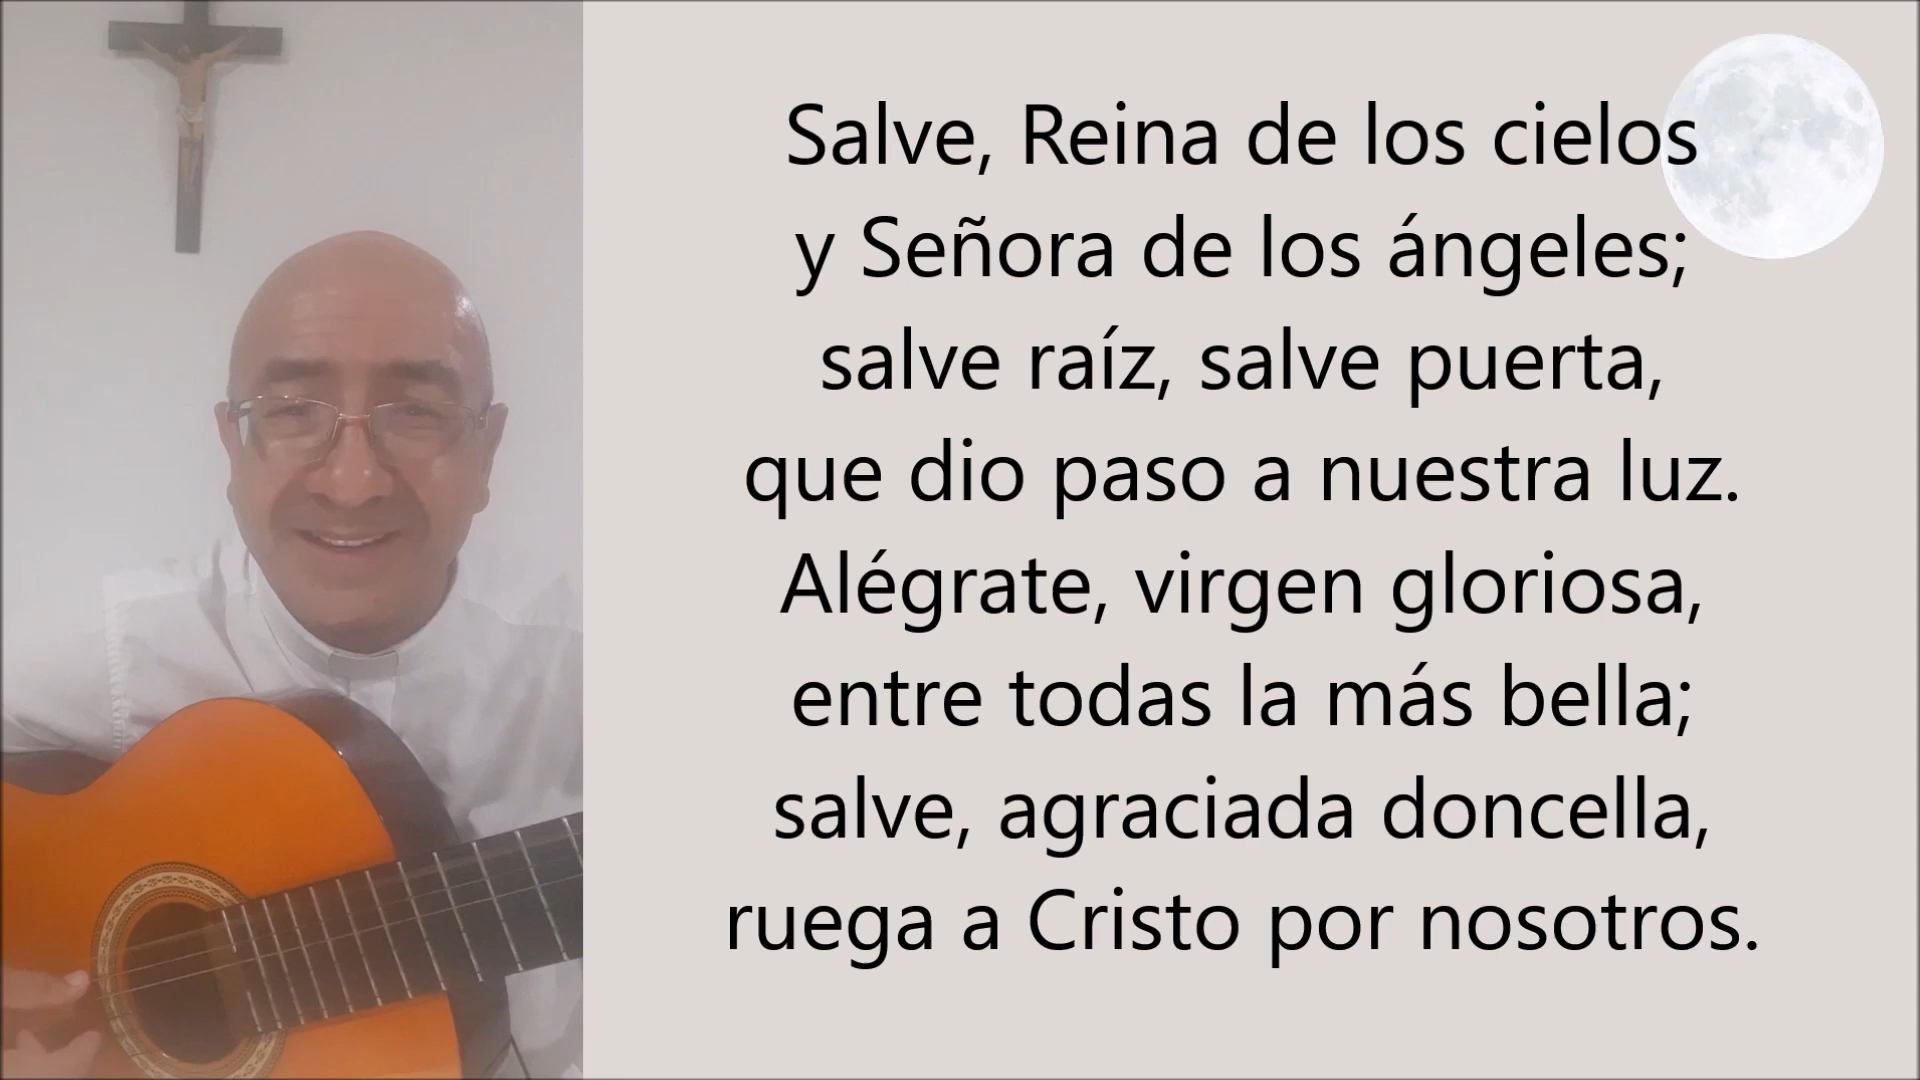 Salve, Reina de los cielos
y Señora de los ángeles;
salve raíz, salve puerta,
que dio paso a nuestra luz.
Alégrate, virgen gloriosa,
entre todas la más bella;
salve, agraciada doncella,
ruega a Cristo por nosotros.